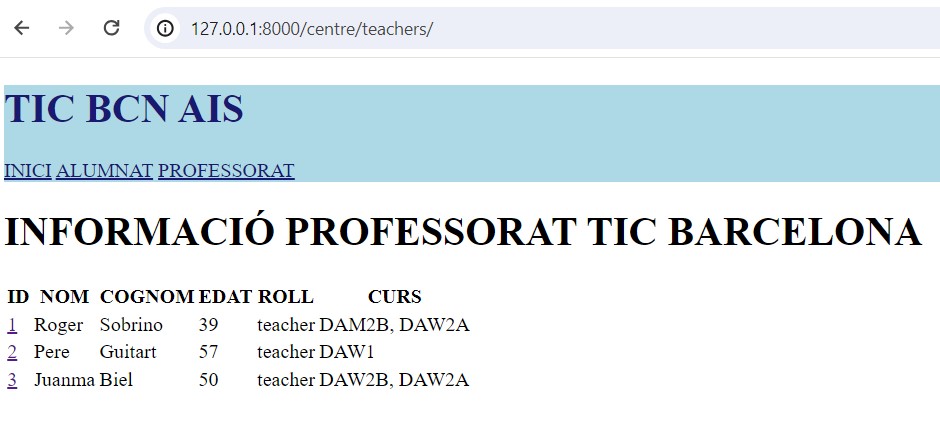 127.0.0.1:8000/centre/teachers/
TIC BCN AIS
INICI ALUMNAT PROFESSORAT
INFORMACIÓ PROFESSORAT TIC BARCELONA
ID NOM COGNOM EDAT ROLL CURS
1 Roger Sobrino 39 teacher DAM2B, DAW2A
2 Pere Guitart 57 teacher DAW1
3 Juanma Biel 50 teacher DAW2B, DAW2A